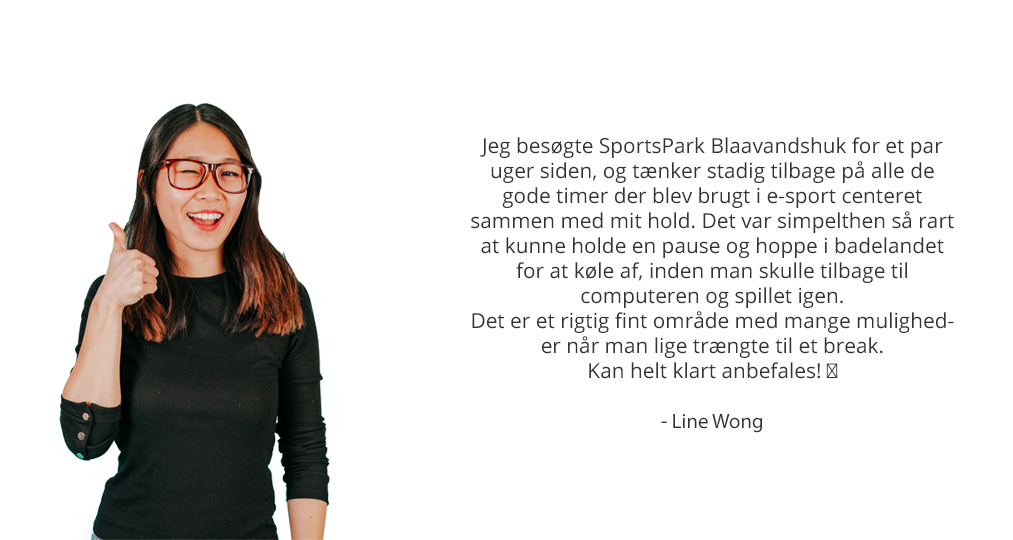 Jeg besøgte SportsPark Blaavandshuk for et par
uger siden, og tænker stadig tilbage på alle de
gode timer der blev brugt i e-sport centeret
sammen med mit hold. Det var simpelthen så rart
at kunne holde en pause og hoppe i badelandet
for at køle af, inden man skulle tilbage til
computeren og spillet igen.
Det er et rigtig fint område med mange mulighed-
er når man lige trængte til et break.
Kan helt klart anbefales! 

- Line Wong